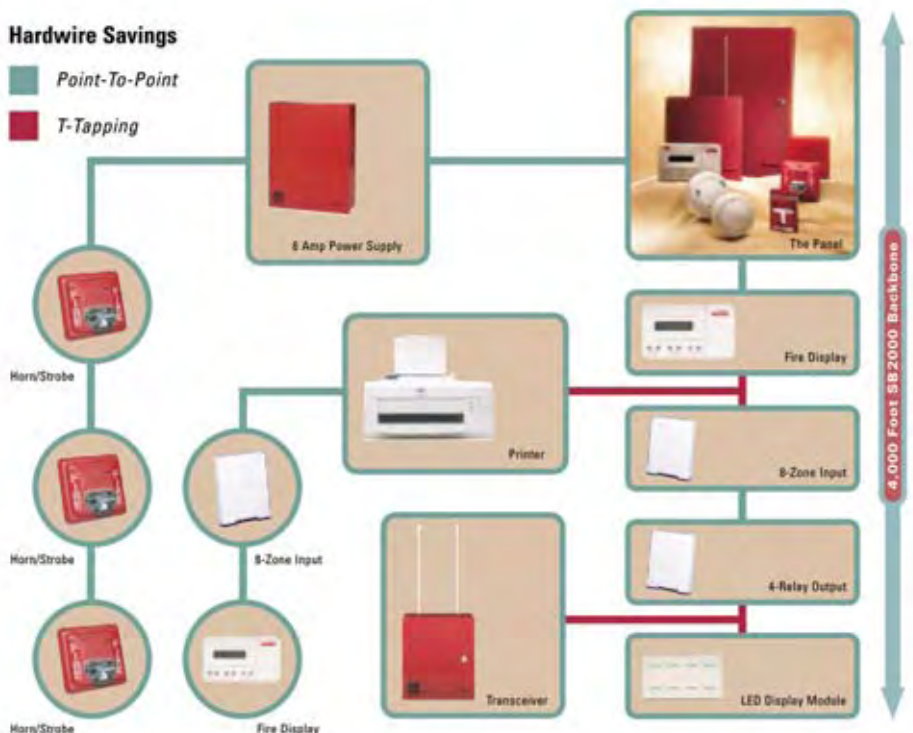 Hardwire Savings
Point-To-Point
T-Tapping
6 Amp Power Supply
The Panel
4,000 Foot SB2000 Backbone
Horn/Strobe
Fire Display
Printer
8-Zone Input
Horn/Strobe
8-Zone Input
4-Relay Output
Transceiver
LED Display Module
Horn/Strobe
Fire Display